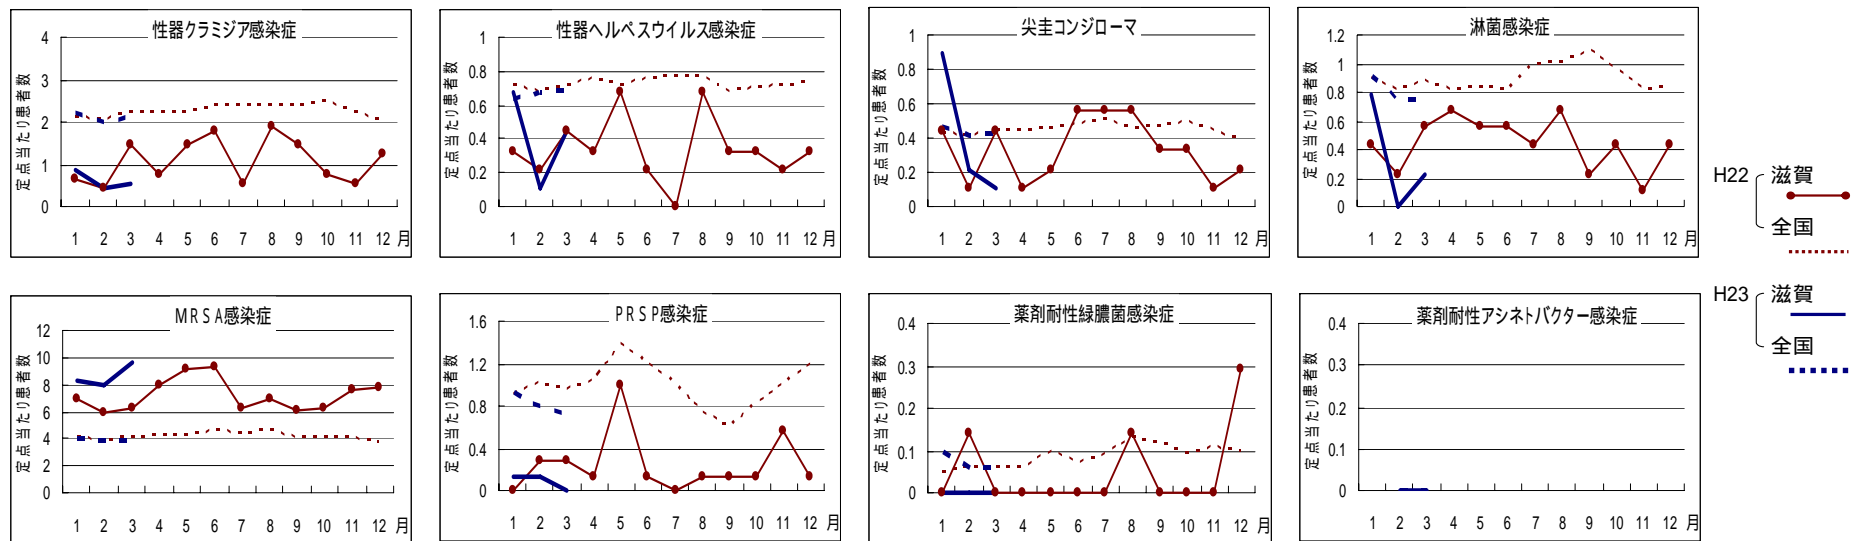 性器クラミジア感染症
定点当たり患者数
4
3
2
1
0
1 2 3 4 5 6 7 8 9 10 11 12 月
性器ヘルペスウイルス感染症
定点当たり患者数
1
0.8
0.6
0.4
0.2
0
1 2 3 4 5 6 7 8 9 10 11 12 月
尖圭コンジローマ
定点当たり患者数
1
0.8
0.6
0.4
0.2
0
1 2 3 4 5 6 7 8 9 10 11 12 月
淋菌感染症
定点当たり患者数
1.2
1
0.8
0.6
0.4
0.2
0
1 2 3 4 5 6 7 8 9 10 11 12 月
H22 滋賀
全国
H23 滋賀
全国
MRSA感染症
定点当たり患者数
12
10
8
6
4
2
0
1 2 3 4 5 6 7 8 9 10 11 12 月
PRSP感染症
定点当たり患者数
1.6
1.2
0.8
0.4
0
1 2 3 4 5 6 7 8 9 10 11 12 月
薬剤耐性緑膿菌感染症
定点当たり患者数
0.4
0.3
0.2
0.1
0
1 2 3 4 5 6 7 8 9 10 11 12 月
薬剤耐性アシネトバクター感染症
定点当たり患者数
0.4
0.3
0.2
0.1
0
1 2 3 4 5 6 7 8 9 10 11 12 月